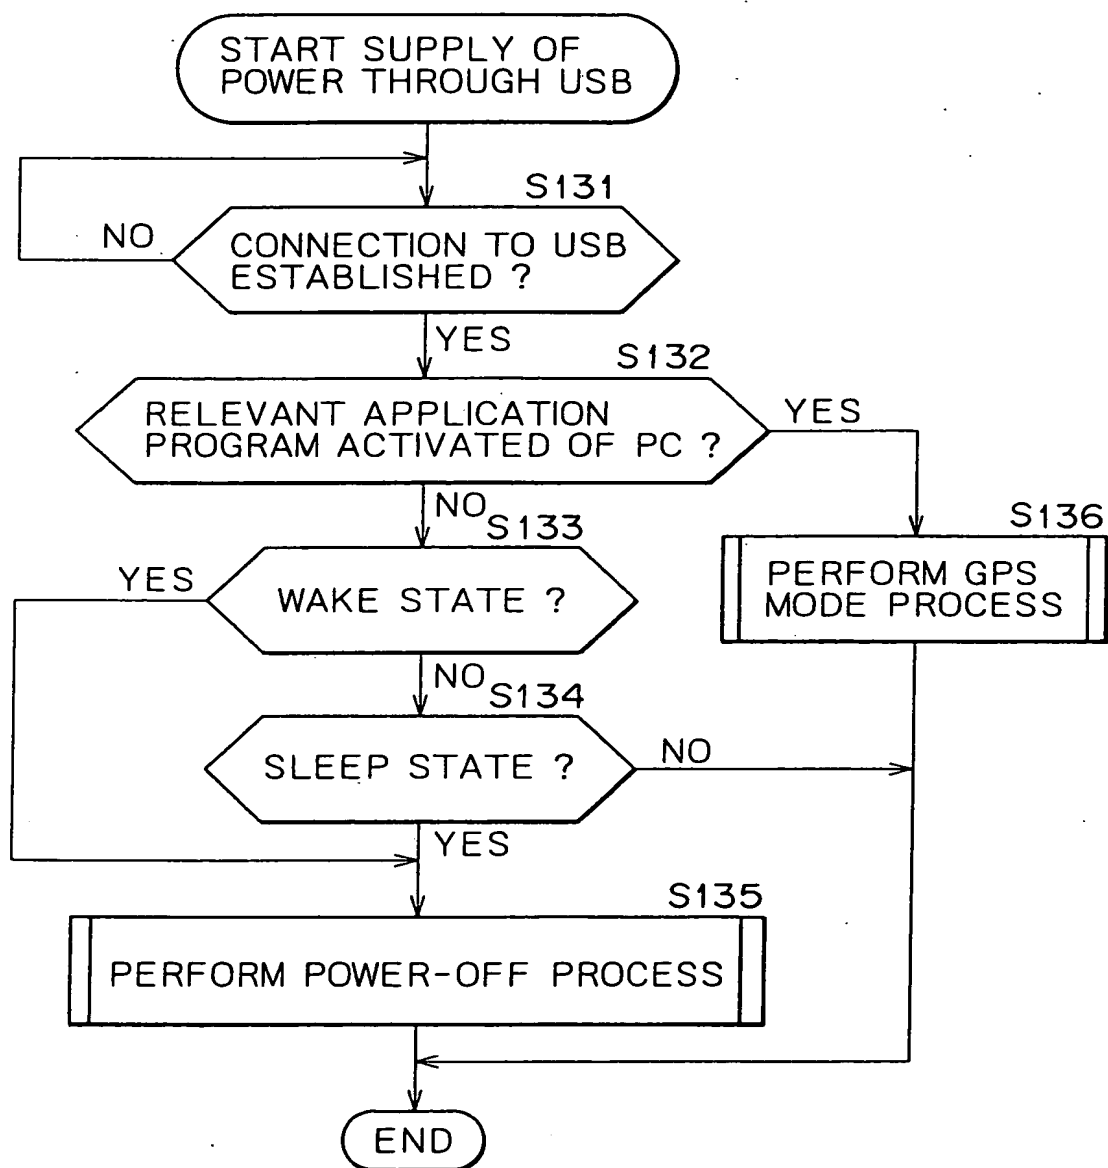 START SUPPLY OF
POWER THROUGH USB
S131
NO
CONNECTION TO USB
ESTABLISHED ?
YES
S132
RELEVANT APPLICATION
PROGRAM ACTIVATED OF PC ?
YES
NO
S133
S136
YES
WAKE STATE ?
PERFORM GPS
MODE PROCESS
NO
S134
SLEEP STATE ?
NO
YES
S135
PERFORM POWER-OFF PROCESS
END